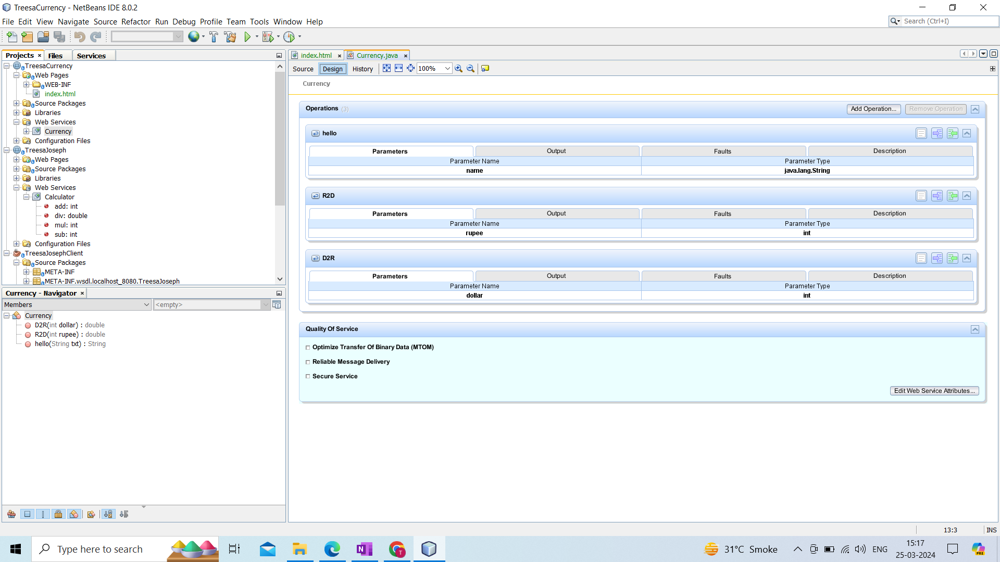 TreesaCurrency - NetBeans IDE 8.0.2
File Edit View Navigate Source Refactor Run Debug Profile Team Tools Window Help
Search (Ctrl+I)
Projects Files Services
TreesaCurrency
Web Pages
WEB-INF
index.html
Source Packages
Libraries
Web Services
Currency
Configuration Files
TreesaJoseph
Web Pages
Source Packages
Libraries
Web Services
Calculator
add: int
div: double
mul: int
sub: int
Configuration Files
TreesaJosephClient
Source Packages
META-INF
META-INF.wsdl.localhost_8080.TreesaJoseph
Currency - Navigator
Members <empty>
Currency
D2R(int dollar) : double
R2D(int rupee) : double
hello(String txt) : String
index.html Currency.java
Source Design History 100%
Currency
Operations (3) Add Operation... Remove Operation
hello
Parameters Output Faults Description
Parameter Name Parameter Type
name java.lang.String
R2D
Parameters Output Faults Description
Parameter Name Parameter Type
rupee int
D2R
Parameters Output Faults Description
Parameter Name Parameter Type
dollar int
Quality Of Service
Optimize Transfer Of Binary Data (MTOM)
Reliable Message Delivery
Secure Service
Edit Web Service Attributes...
13:3 INS
Type here to search
31°C Smoke
ENG
15:17
25-03-2024
PRE